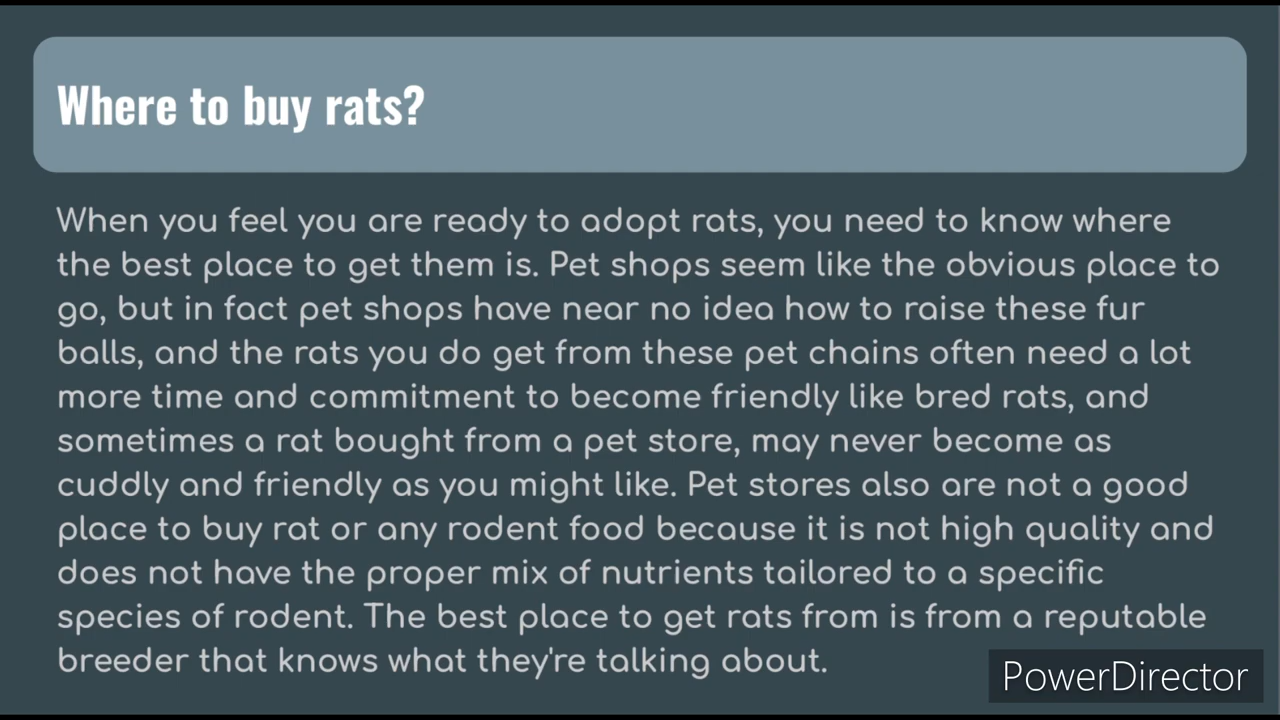 Where to buy rats?
When you feel you are ready to adopt rats, you need to know where
the best place to get them is. Pet shops seem like the obvious place to
go, but in fact pet shops have near no idea how to raise these fur
balls, and the rats you do get from these pet chains often need a lot
more time and commitment to become friendly like bred rats, and
sometimes a rat bought from a pet store, may never become as
cuddly and friendly as you might like. Pet stores also are not a good
place to buy rat or any rodent food because it is not high quality and
does not have the proper mix of nutrients tailored to a specific
species of rodent. The best place to get rats from is from a reputable
breeder that knows what they're talking about.
PowerDirector